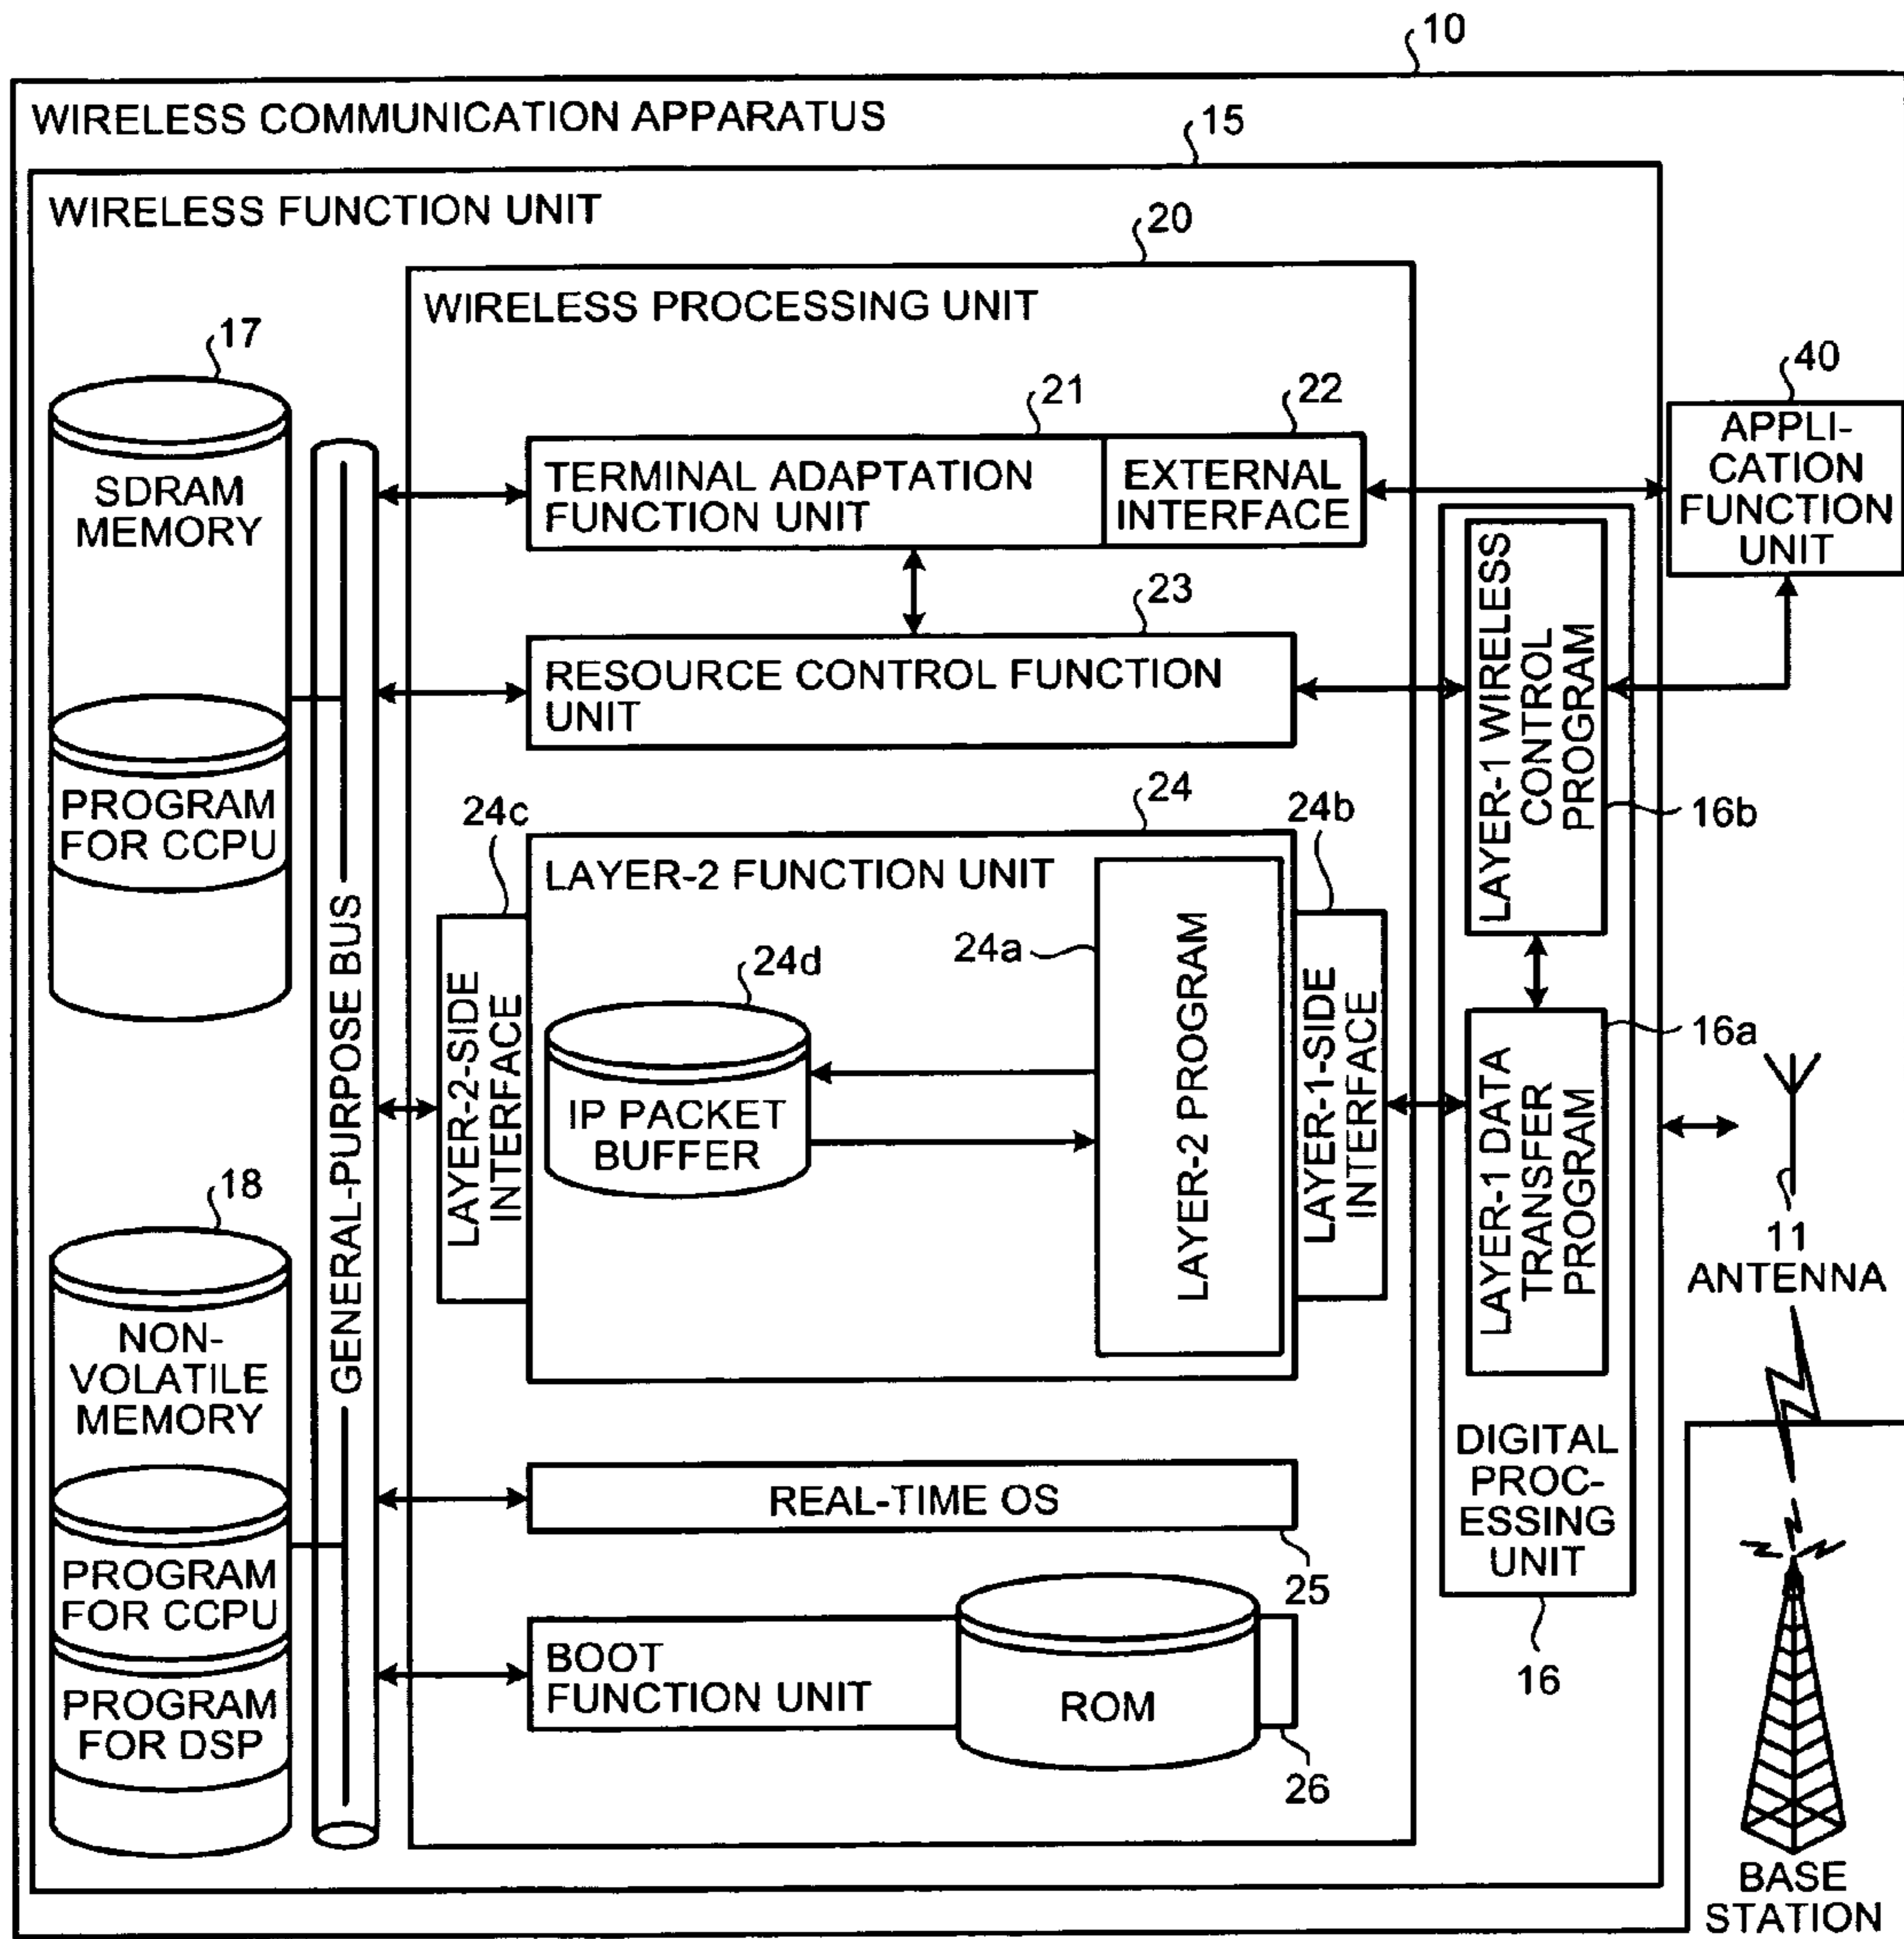 10
WIRELESS COMMUNICATION APPARATUS
15
WIRELESS FUNCTION UNIT
20
WIRELESS PROCESSING UNIT
17
SDRAM
MEMORY
PROGRAM
FOR CCPU
18
NON-
VOLATILE
MEMORY
PROGRAM
FOR CCPU
PROGRAM
FOR DSP
GENERAL-PURPOSE BUS
21
TERMINAL ADAPTATION
FUNCTION UNIT
22
EXTERNAL
INTERFACE
23
RESOURCE CONTROL FUNCTION
UNIT
24
LAYER-2 FUNCTION UNIT
24c
LAYER-2-SIDE
INTERFACE
24d
IP PACKET
BUFFER
24a
LAYER-2 PROGRAM
24b
LAYER-1-SIDE
INTERFACE
REAL-TIME OS
25
BOOT
FUNCTION UNIT
ROM
26
LAYER-1 WIRELESS
CONTROL
PROGRAM
16b
LAYER-1 DATA
TRANSFER
PROGRAM
16a
DIGITAL
PROC-
ESSING
UNIT
16
40
APPLI-
CATION
FUNCTION
UNIT
11
ANTENNA
BASE
STATION